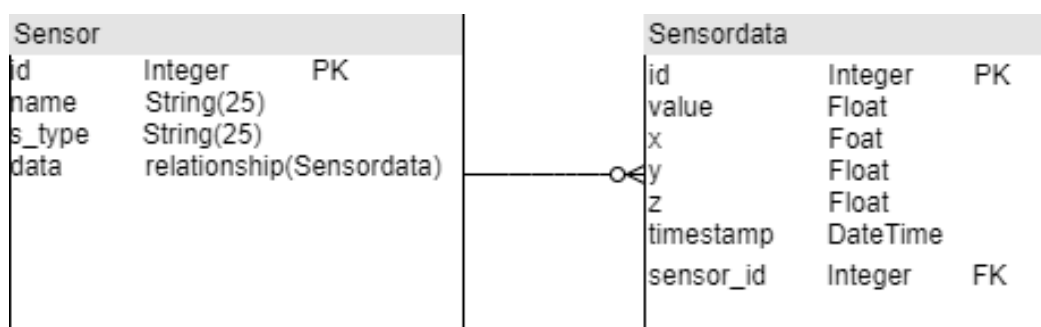 Sensor
id Integer PK
name String(25)
s_type String(25)
data relationship(Sensordata)
Sensordata
id Integer PK
value Float
x Foat
y Float
z Float
timestamp DateTime
sensor_id Integer FK